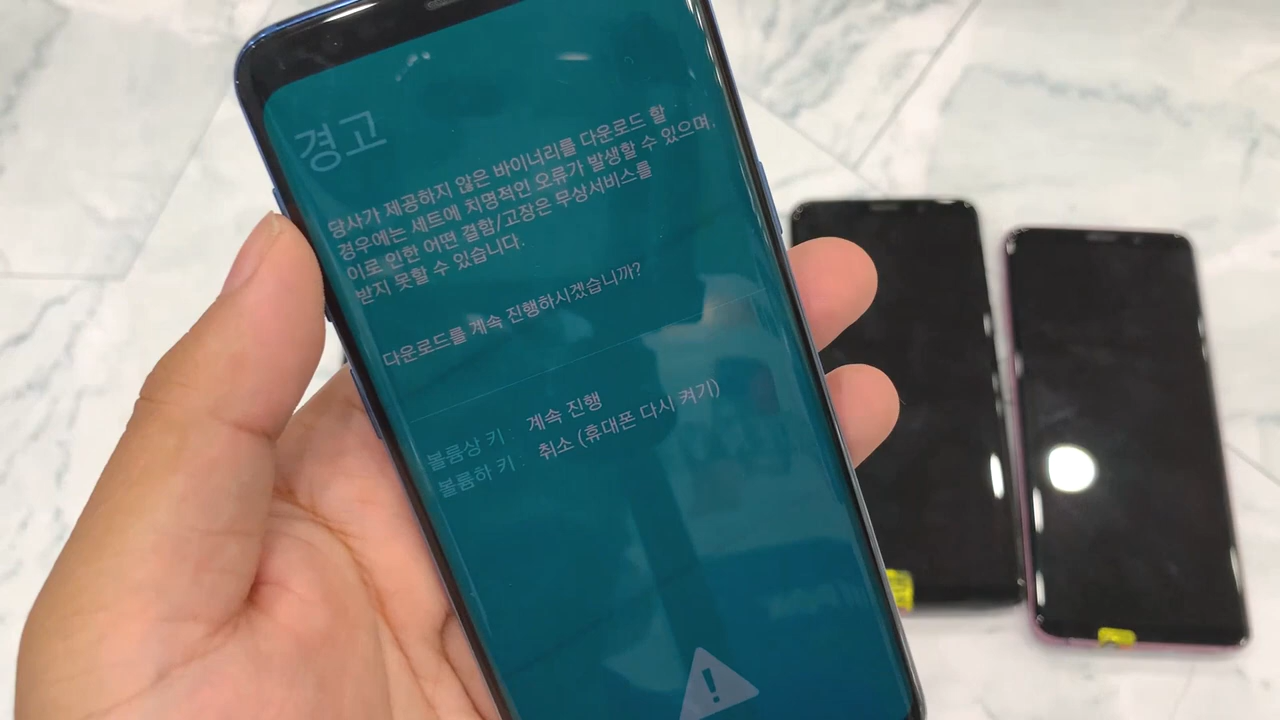 경고
당사가 제공하지 않은 바이너리를 다운로드 할
경우에는 세트에 치명적인 오류가 발생할 수 있으며,
이로 인한 어떤 결함/고장은 무상서비스를
받지 못할 수 있습니다.
다운로드를 계속 진행하시겠습니까?
볼륨상 키 : 계속 진행
볼륨하 키 : 취소 (휴대폰 다시 켜기)